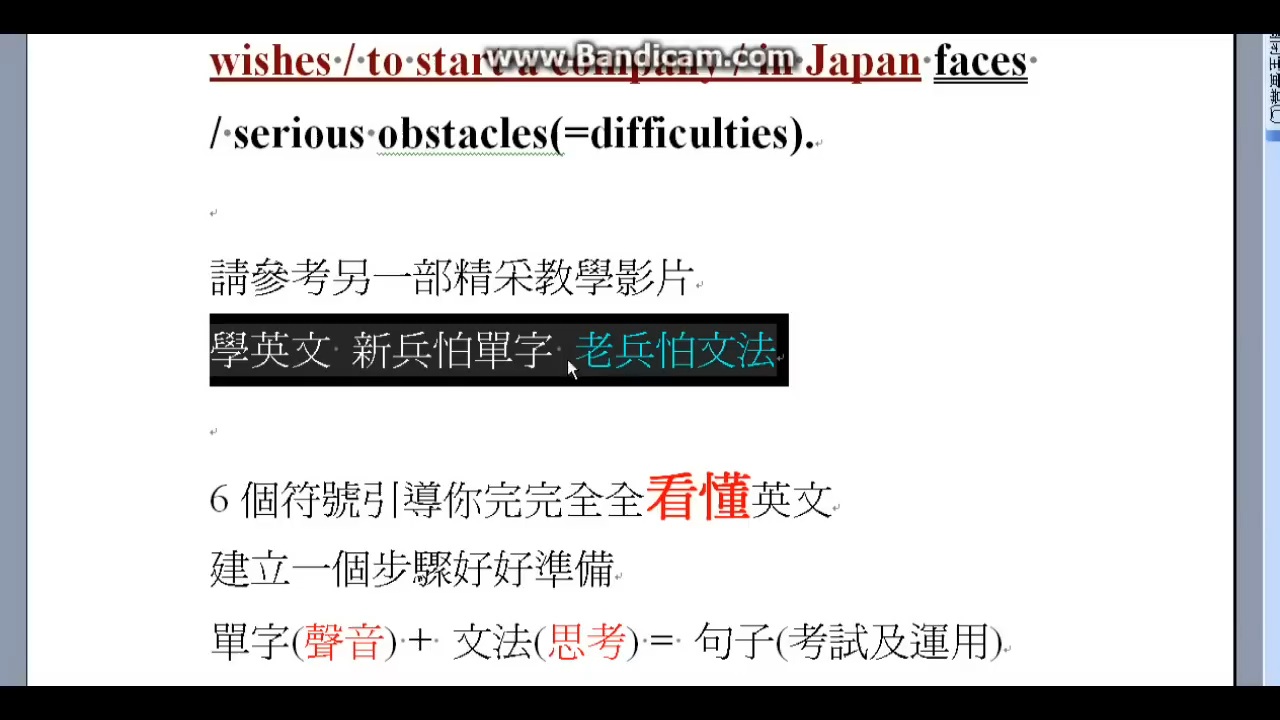 www.Bandicam.com
wishes / to start a company / in Japan faces
/ serious obstacles(=difficulties).
請參考另一部精采教學影片
學英文 新兵怕單字 老兵怕文法
6 個符號引導你完完全全看懂英文
建立一個步驟好好準備
單字(聲音) + 文法(思考) = 句子(考試及運用)